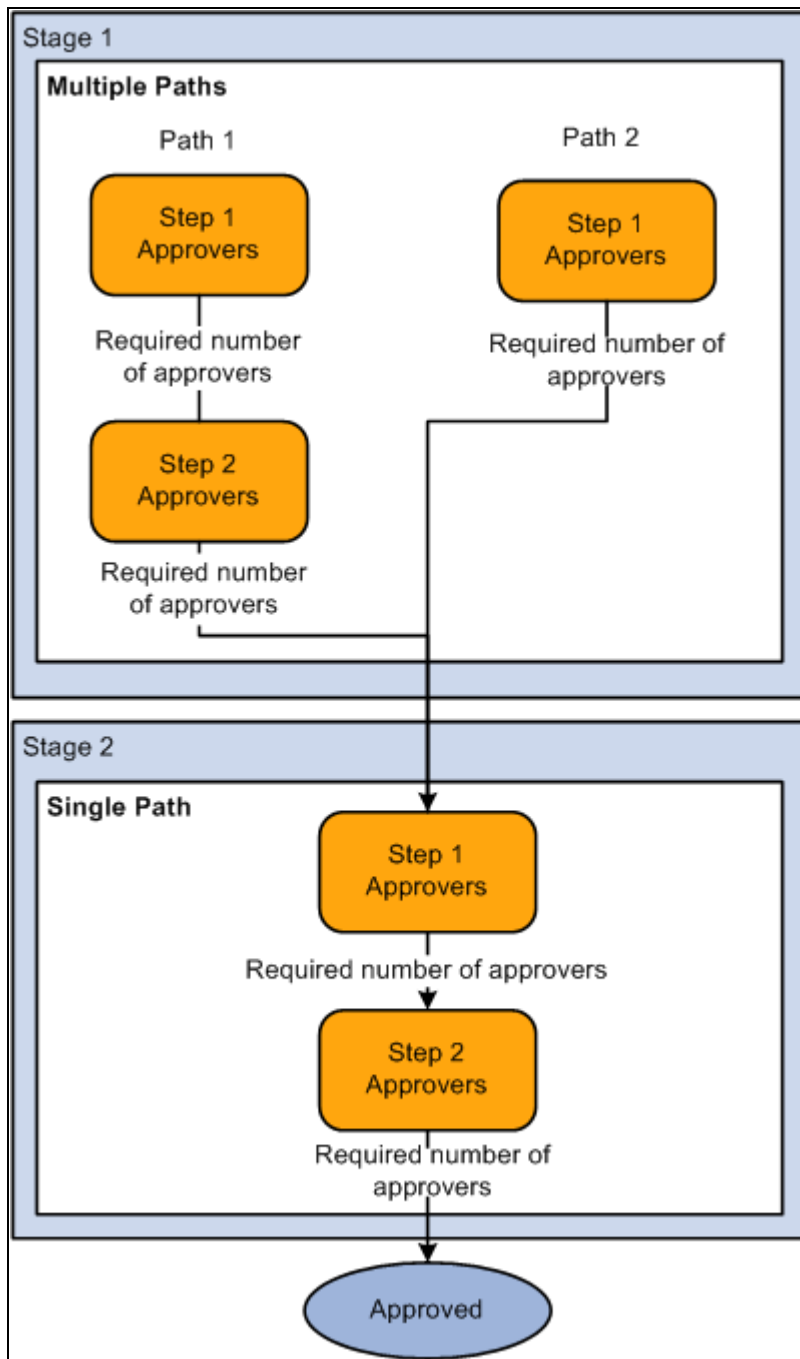 Stage 1
Multiple Paths
Path 1
Path 2
Step 1
Approvers
Step 1
Approvers
Required number
of approvers
Required number of
approvers
Step 2
Approvers
Required number
of approvers
Stage 2
Single Path
Step 1
Approvers
Required number of approvers
Step 2
Approvers
Required number of
approvers
Approved